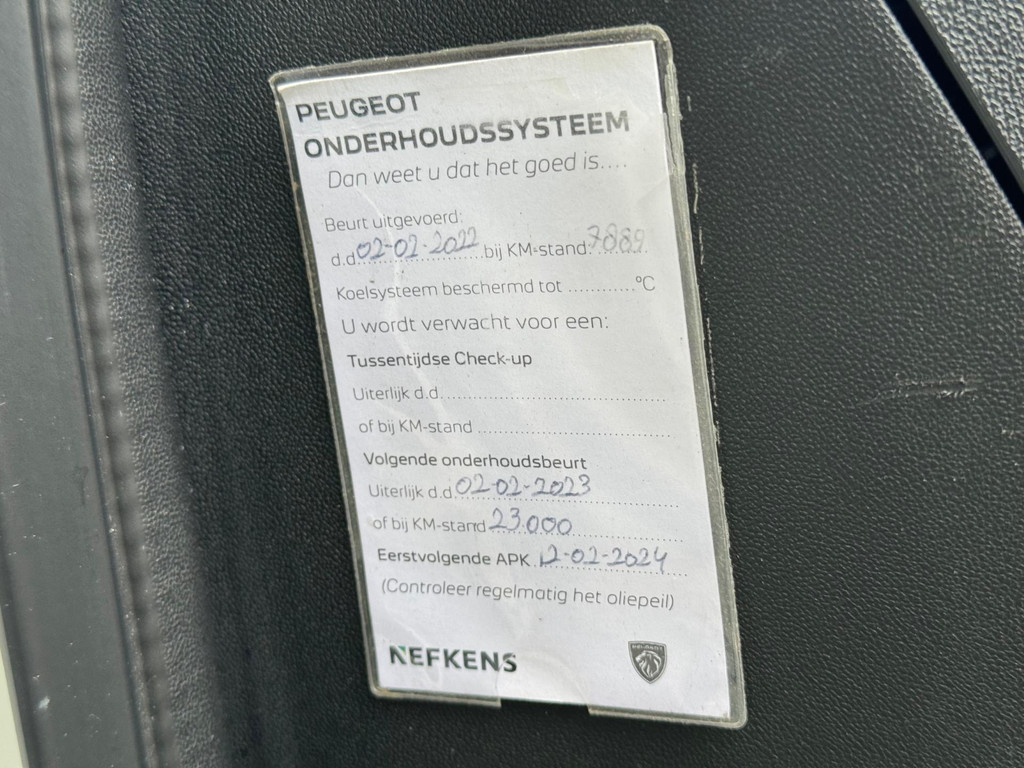 PEUGEOT
ONDERHOUDSSYSTEEM
Dan weet u dat het goed is....
Beurt uitgevoerd:
d.d. 02-02-2022 bij KM-stand: 7889
Koelsysteem beschermd tot ............°C
U wordt verwacht voor een:
Tussentijdse Check-up
Uiterlijk d.d.
of bij KM-stand
Volgende onderhoudsbeurt
Uiterlijk d.d. 02-02-2023
of bij KM-stand 23.000
Eerstvolgende APK 12-02-2024
(Controleer regelmatig het oliepeil)
NEFKENS
PEUGEOT